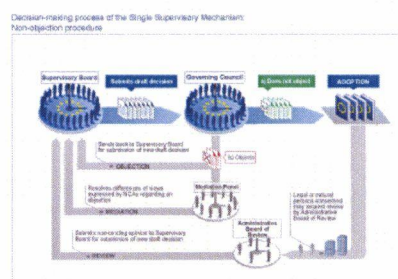 Decision-making process of the Single Supervisory Mechanism:
Non-objection procedure
Supervisory Board
Submits draft decision
Governing Council
a) Does not object
ADOPTION
Sends back to Supervisory Board
for submission of new draft decision
OBJECTION
b) Objects
Resolves differences of views
expressed by NCAs regarding an
objection
Mediation Panel
MEDIATION
Legal or natural
persons concerned
may request review
by Administrative
Board of Review
Administrative
Board of
Review
Submits non-binding opinion to Supervisory
Board for submission of new draft decision
REVIEW